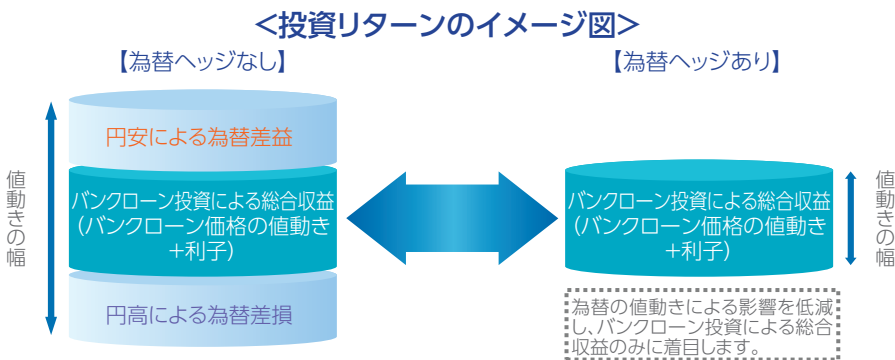 <投資リターンのイメージ図>
【為替ヘッジなし】
円安による為替差益
バンクローン投資による総合収益
(バンクローン価格の値動き
+利子)
円高による為替差損
値動きの幅
【為替ヘッジあり】
バンクローン投資による総合収益
(バンクローン価格の値動き
+利子)
値動きの幅
為替の値動きによる影響を低減
し、バンクローン投資による総合
収益のみに着目します。